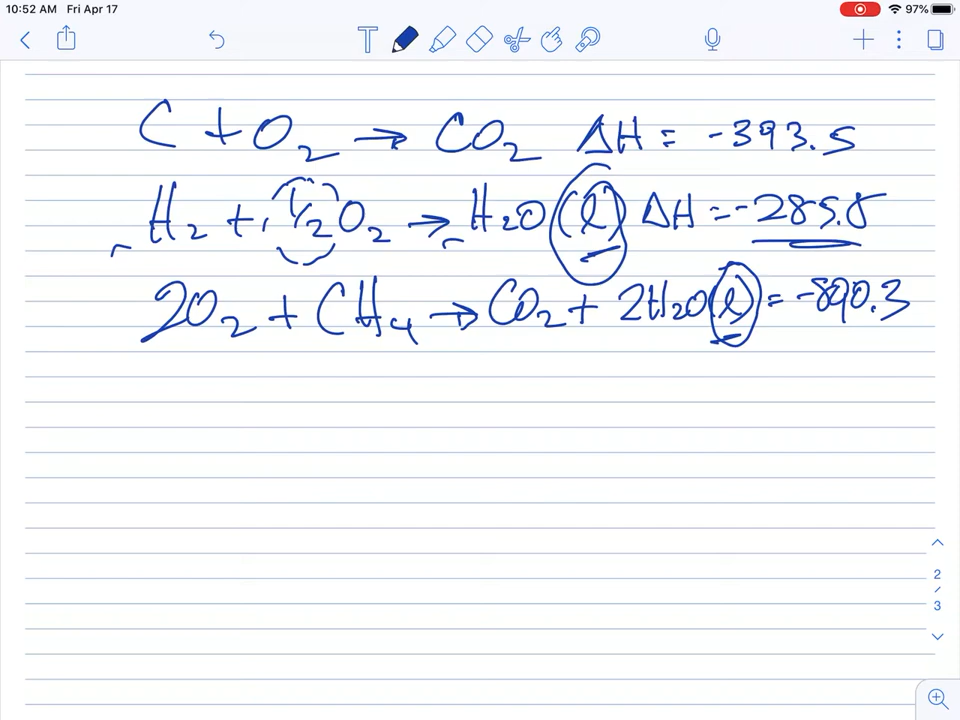 10:52 AM Fri Apr 17 97%
T
C + O₂ → CO₂ ΔH = -393.5
H₂ + 1/2 O₂ → H₂O (l) ΔH = -285.8
2O₂ + CH₄ → CO₂ + 2H₂O (l) = -890.3
2
/
3